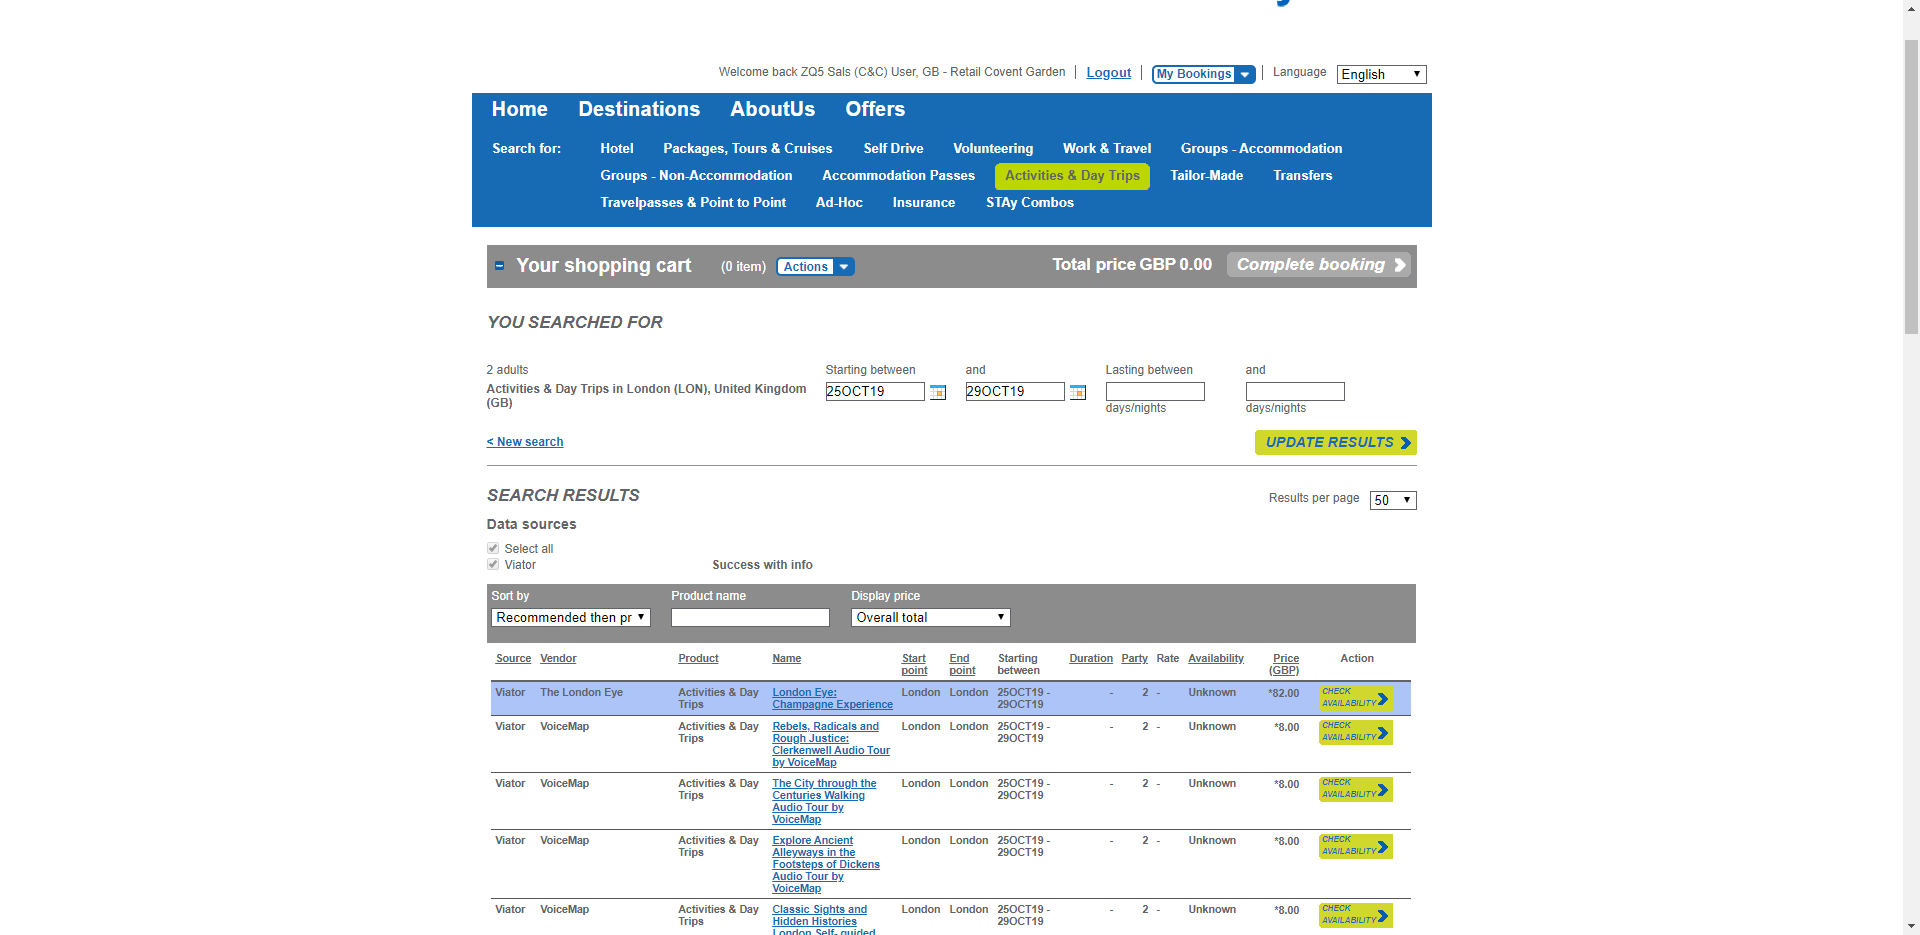 Welcome back ZQ5 Sals (C&C) User, GB - Retail Covent Garden Logout My Bookings Language English
Home Destinations AboutUs Offers
Search for: Hotel Packages, Tours & Cruises Self Drive Volunteering Work & Travel Groups - Accommodation
Groups - Non-Accommodation Accommodation Passes Activities & Day Trips Tailor-Made Transfers
Travelpasses & Point to Point Ad-Hoc Insurance STAy Combos
Your shopping cart (0 item) Actions Total price GBP 0.00 Complete booking
YOU SEARCHED FOR
2 adults Starting between and Lasting between and
Activities & Day Trips in London (LON), United Kingdom 25OCT19 29OCT19
(GB) days/nights days/nights
< New search UPDATE RESULTS
SEARCH RESULTS Results per page 50
Data sources
Select all
Viator Success with info
Sort by Product name Display price
Recommended then pr Overall total
Source Vendor Product Name Start End Starting Duration Party Rate Availability Price Action
point point between (GBP)
Viator The London Eye Activities & Day London Eye: London London 25OCT19 - - 2 - Unknown *82.00 CHECK
Trips Champagne Experience 29OCT19 AVAILABILITY
Viator VoiceMap Activities & Day Rebels, Radicals and London London 25OCT19 - - 2 - Unknown *8.00 CHECK
Trips Rough Justice: 29OCT19 AVAILABILITY
Clerkenwell Audio Tour
by VoiceMap
Viator VoiceMap Activities & Day The City through the London London 25OCT19 - - 2 - Unknown *8.00 CHECK
Trips Centuries Walking 29OCT19 AVAILABILITY
Audio Tour by
VoiceMap
Viator VoiceMap Activities & Day Explore Ancient London London 25OCT19 - - 2 - Unknown *8.00 CHECK
Trips Alleyways in the 29OCT19 AVAILABILITY
Footsteps of Dickens
Audio Tour by
VoiceMap
Viator VoiceMap Activities & Day Classic Sights and London London 25OCT19 - - 2 - Unknown *8.00 CHECK
Trips Hidden Histories 29OCT19 AVAILABILITY
London Self- guided